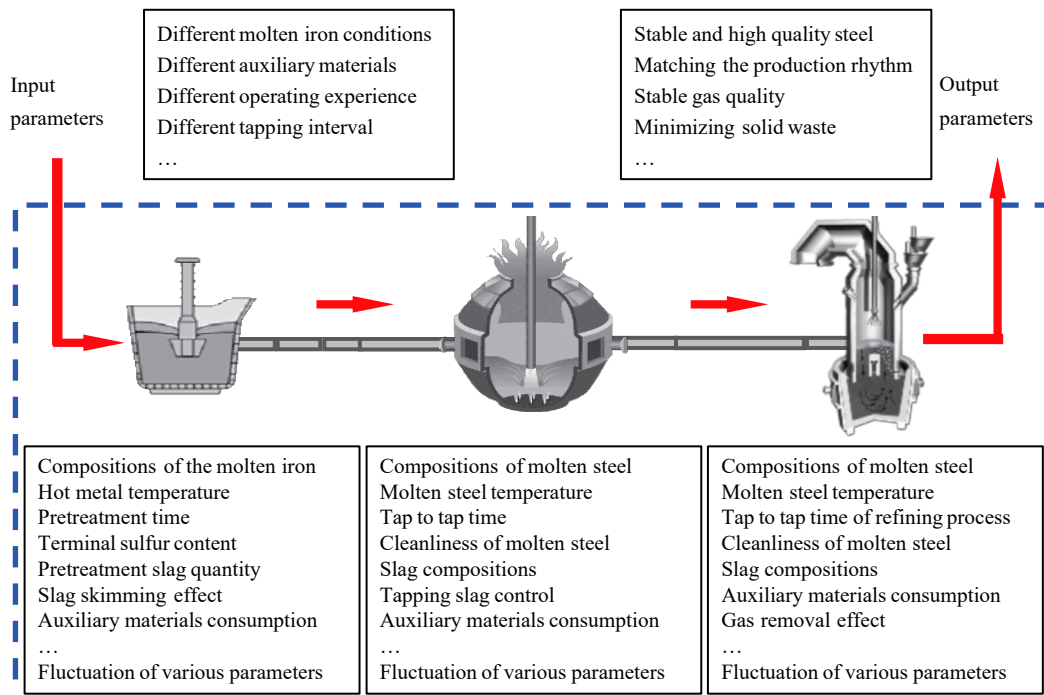 Input
parameters
Different molten iron conditions
Different auxiliary materials
Different operating experience
Different tapping interval
…
Stable and high quality steel
Matching the production rhythm
Stable gas quality
Minimizing solid waste
…
Output
parameters
Compositions of the molten iron
Hot metal temperature
Pretreatment time
Terminal sulfur content
Pretreatment slag quantity
Slag skimming effect
Auxiliary materials consumption
…
Fluctuation of various parameters
Compositions of molten steel
Molten steel temperature
Tap to tap time
Cleanliness of molten steel
Slag compositions
Tapping slag control
Auxiliary materials consumption
…
Fluctuation of various parameters
Compositions of molten steel
Molten steel temperature
Tap to tap time of refining process
Cleanliness of molten steel
Slag compositions
Auxiliary materials consumption
Gas removal effect
…
Fluctuation of various parameters